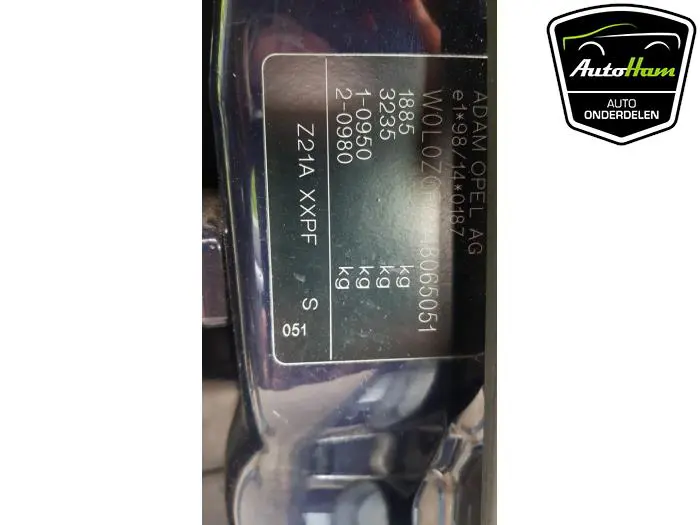 ADAM OPEL AG
e1*98/14*0187
1885 kg
3235 kg
1-0950 kg
2-0980 kg
Z21A XXPF S
051
AutoHam
AUTO
ONDERDELEN